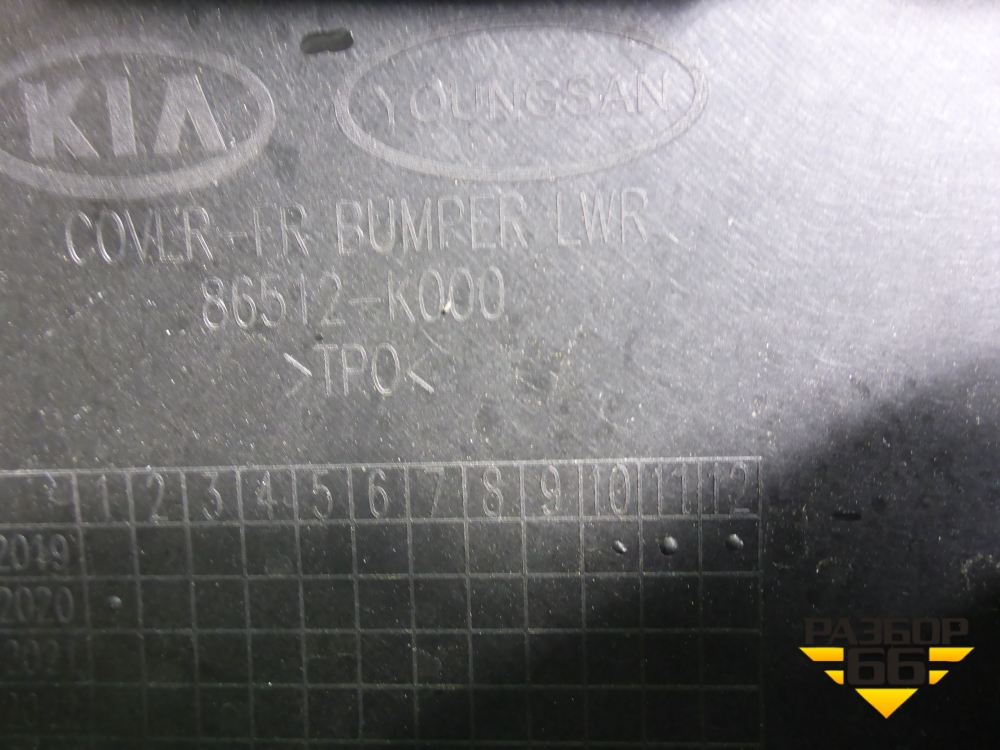 KIA YOUNGSAN
COVER-FR BUMPER LWR
86512-K000
>TPO<
1 2 3 4 5 6 7 8 9 10 11 12
2019
2020
2021
РАЗБОР
66